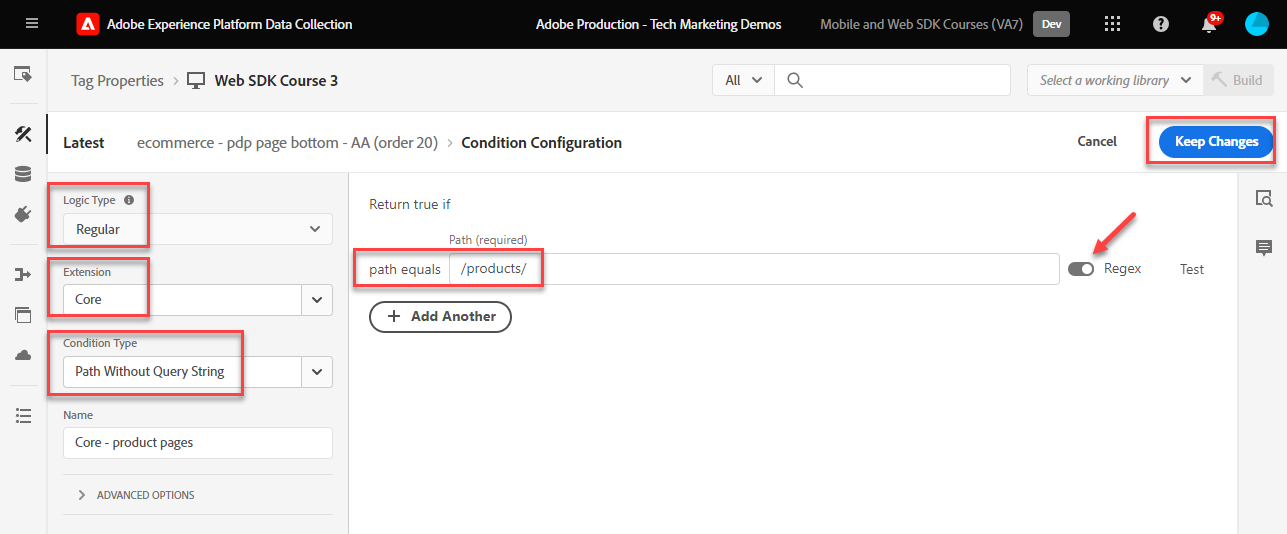 Adobe Experience Platform Data Collection
Adobe Production - Tech Marketing Demos
Mobile and Web SDK Courses (VA7)
Dev
9+
Tag Properties > Web SDK Course 3
All
Select a working library
Build
Latest
ecommerce - pdp page bottom - AA (order 20) > Condition Configuration
Cancel
Keep Changes
Logic Type
Regular
Extension
Core
Condition Type
Path Without Query String
Name
Core - product pages
ADVANCED OPTIONS
Return true if
Path (required)
path equals /products/
Regex
Test
+ Add Another